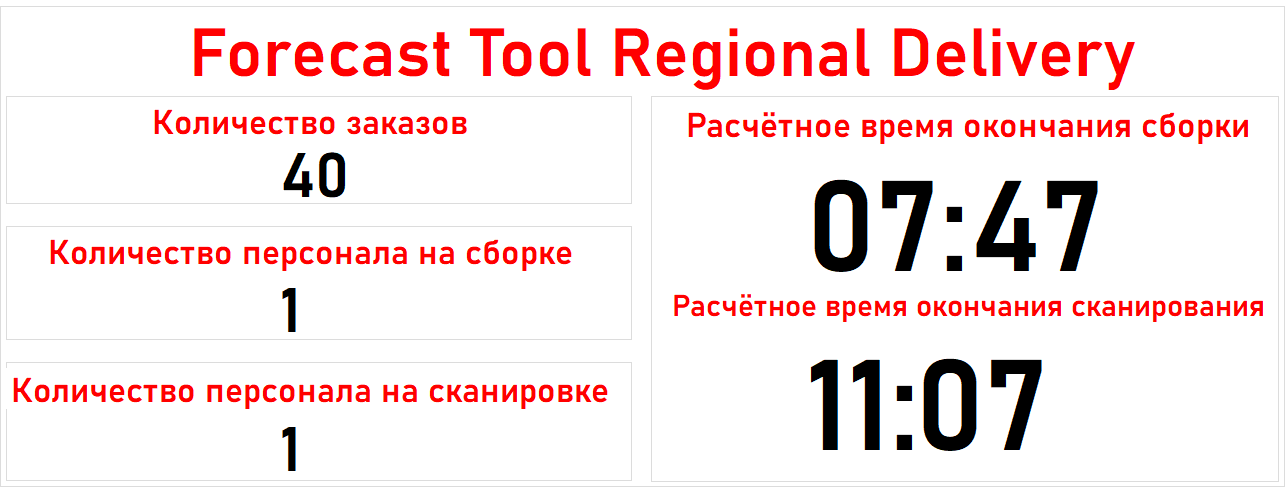 Forecast Tool Regional Delivery
Количество заказов
40
Количество персонала на сборке
1
Количество персонала на сканировке
1
Расчётное время окончания сборки
07:47
Расчётное время окончания сканирования
11:07